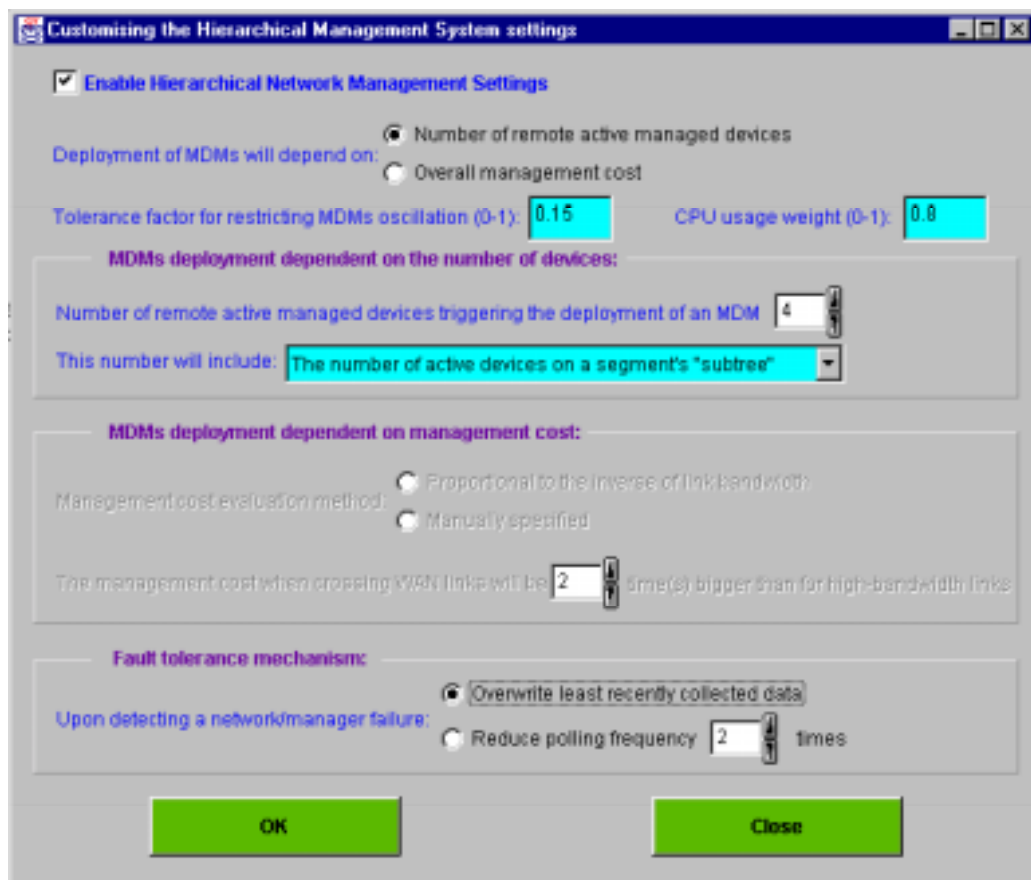 Customising the Hierarchical Management System settings
Enable Hierarchical Network Management Settings
Deployment of MDMs will depend on:
Number of remote active managed devices
Overall management cost
Tolerance factor for restricting MDMs oscillation (0-1): 0.15 CPU usage weight (0-1): 0.8
MDMs deployment dependent on the number of devices:
Number of remote active managed devices triggering the deployment of an MDM 4
This number will include: The number of active devices on a segment's "subtree"
MDMs deployment dependent on management cost:
Management cost evaluation method:
Proportional to the inverse of link bandwidth
Manually specified
The management cost when crossing WAN links will be 2 time(s) bigger than for high-bandwidth links
Fault tolerance mechanism:
Upon detecting a network/manager failure:
Overwrite least recently collected data
Reduce polling frequency 2 times
OK Close